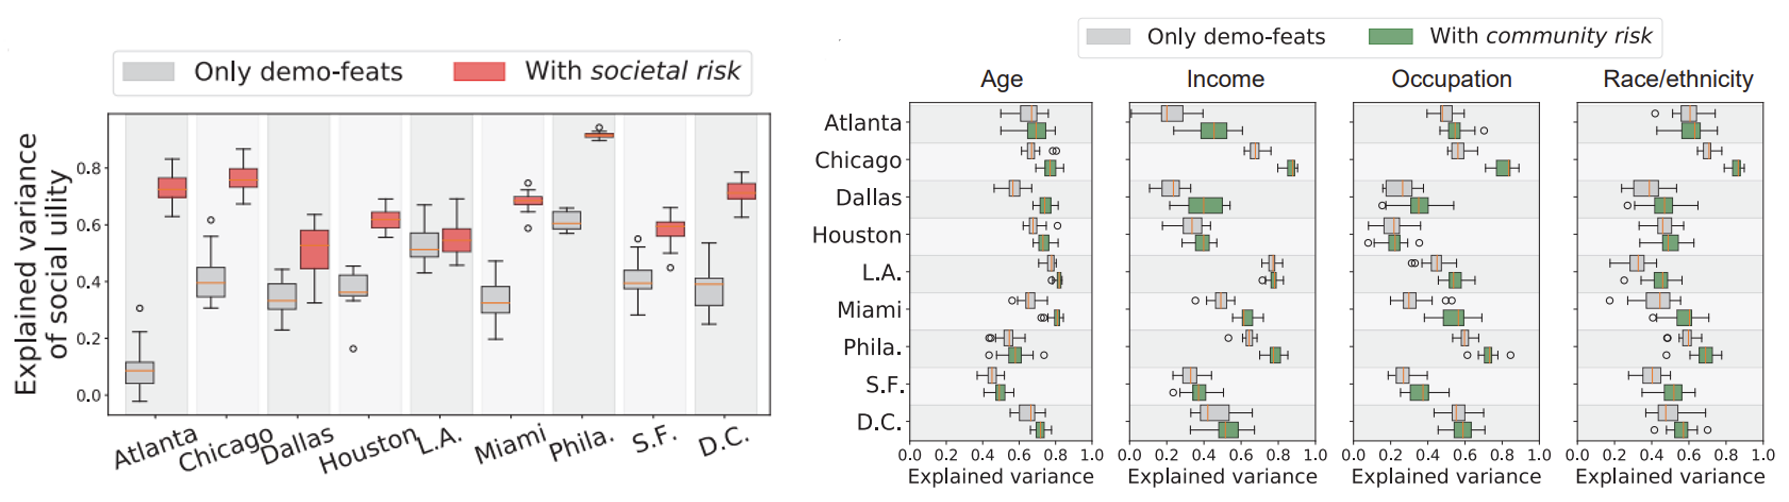 Only demo-feats With societal risk
Explained variance
of social uility
0.8
0.6
0.4
0.2
0.0
Atlanta Chicago Dallas Houston L.A. Miami Phila. S.F. D.C.
Only demo-feats With community risk
Age Income Occupation Race/ethnicity
Atlanta
Chicago
Dallas
Houston
L.A.
Miami
Phila.
S.F.
D.C.
0.0 0.2 0.4 0.6 0.8 1.0 0.0 0.2 0.4 0.6 0.8 1.0 0.0 0.2 0.4 0.6 0.8 1.0 0.0 0.2 0.4 0.6 0.8 1.0
Explained variance Explained variance Explained variance Explained variance